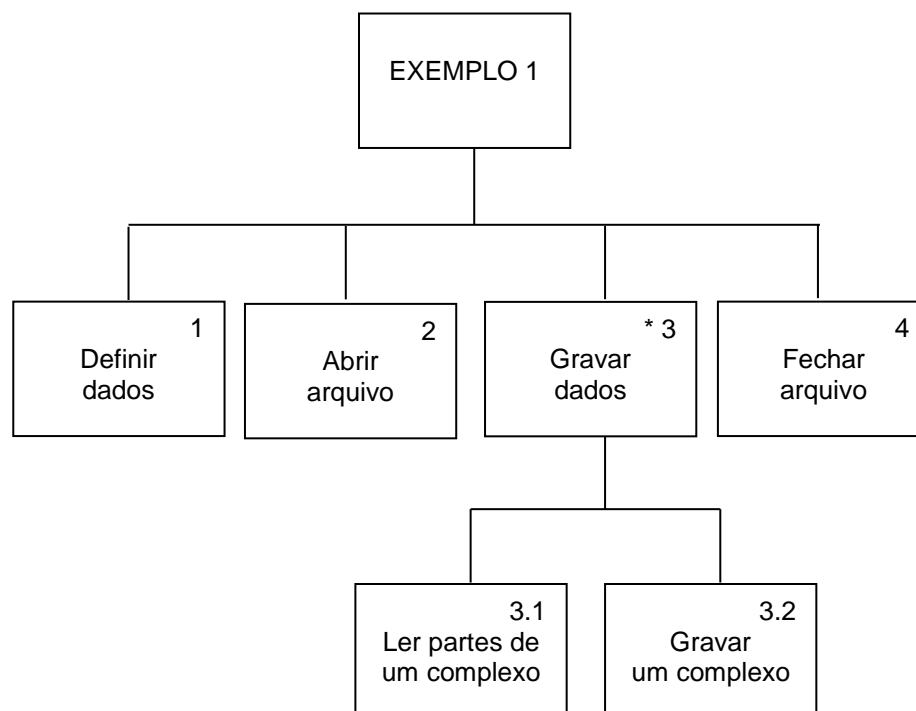 EXEMPLO 1
1
Definir
dados
2
Abrir
arquivo
* 3
Gravar
dados
4
Fechar
arquivo
3.1
Ler partes de
um complexo
3.2
Gravar
um complexo